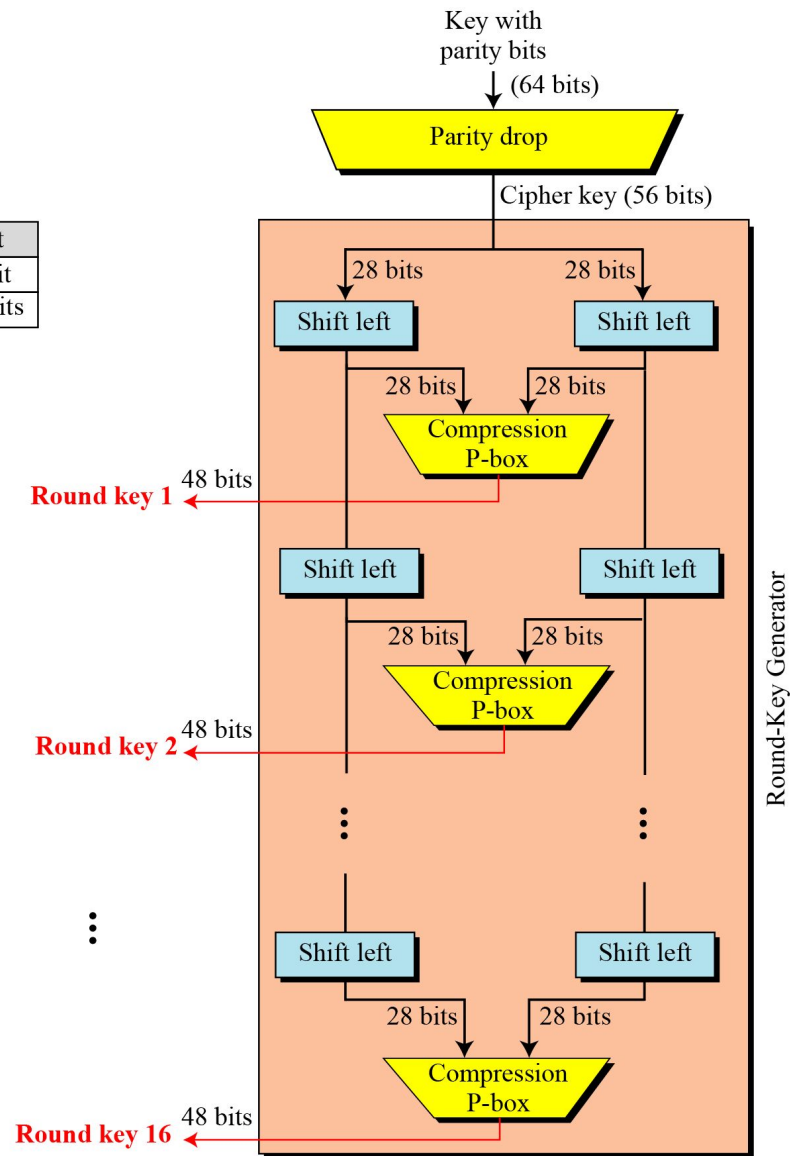 Key with
parity bits
(64 bits)
Parity drop
Cipher key (56 bits)
t
it
its
28 bits 28 bits
Shift left Shift left
28 bits 28 bits
Compression
P-box
48 bits
Round key 1
Shift left Shift left
28 bits 28 bits
Compression
P-box
48 bits
Round key 2
Round-Key Generator
Shift left Shift left
28 bits 28 bits
Compression
P-box
48 bits
Round key 16